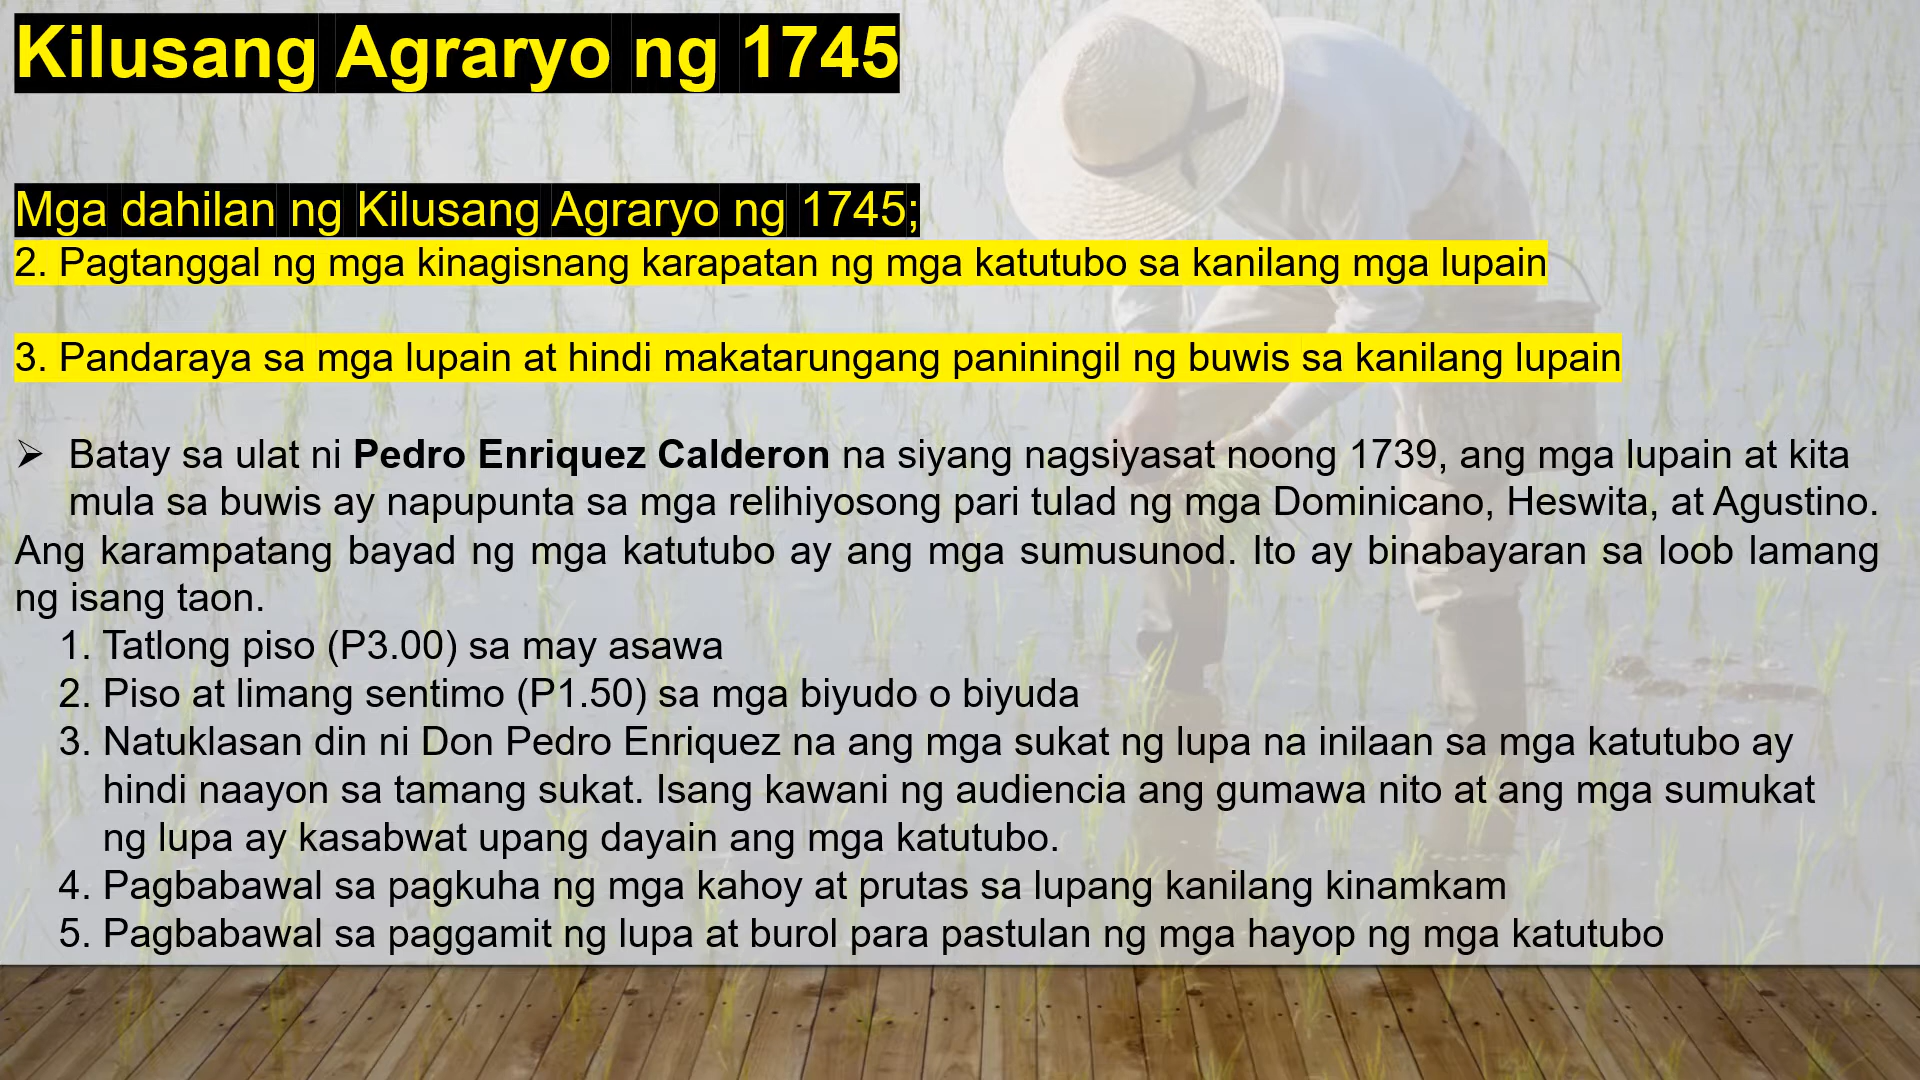 Kilusang Agraryo ng 1745
Mga dahilan ng Kilusang Agraryo ng 1745;
2. Pagtanggal ng mga kinagisnang karapatan ng mga katutubo sa kanilang mga lupain
3. Pandaraya sa mga lupain at hindi makatarungang paniningil ng buwis sa kanilang lupain
➢ Batay sa ulat ni Pedro Enriquez Calderon na siyang nagsiyasat noong 1739, ang mga lupain at kita
mula sa buwis ay napupunta sa mga relihiyosong pari tulad ng mga Dominicano, Heswita, at Agustino.
Ang karampatang bayad ng mga katutubo ay ang mga sumusunod. Ito ay binabayaran sa loob lamang
ng isang taon.
1. Tatlong piso (P3.00) sa may asawa
2. Piso at limang sentimo (P1.50) sa mga biyudo o biyuda
3. Natuklasan din ni Don Pedro Enriquez na ang mga sukat ng lupa na inilaan sa mga katutubo ay
hindi naayon sa tamang sukat. Isang kawani ng audiencia ang gumawa nito at ang mga sumukat
ng lupa ay kasabwat upang dayain ang mga katutubo.
4. Pagbabawal sa pagkuha ng mga kahoy at prutas sa lupang kanilang kinamkam
5. Pagbabawal sa paggamit ng lupa at burol para pastulan ng mga hayop ng mga katutubo